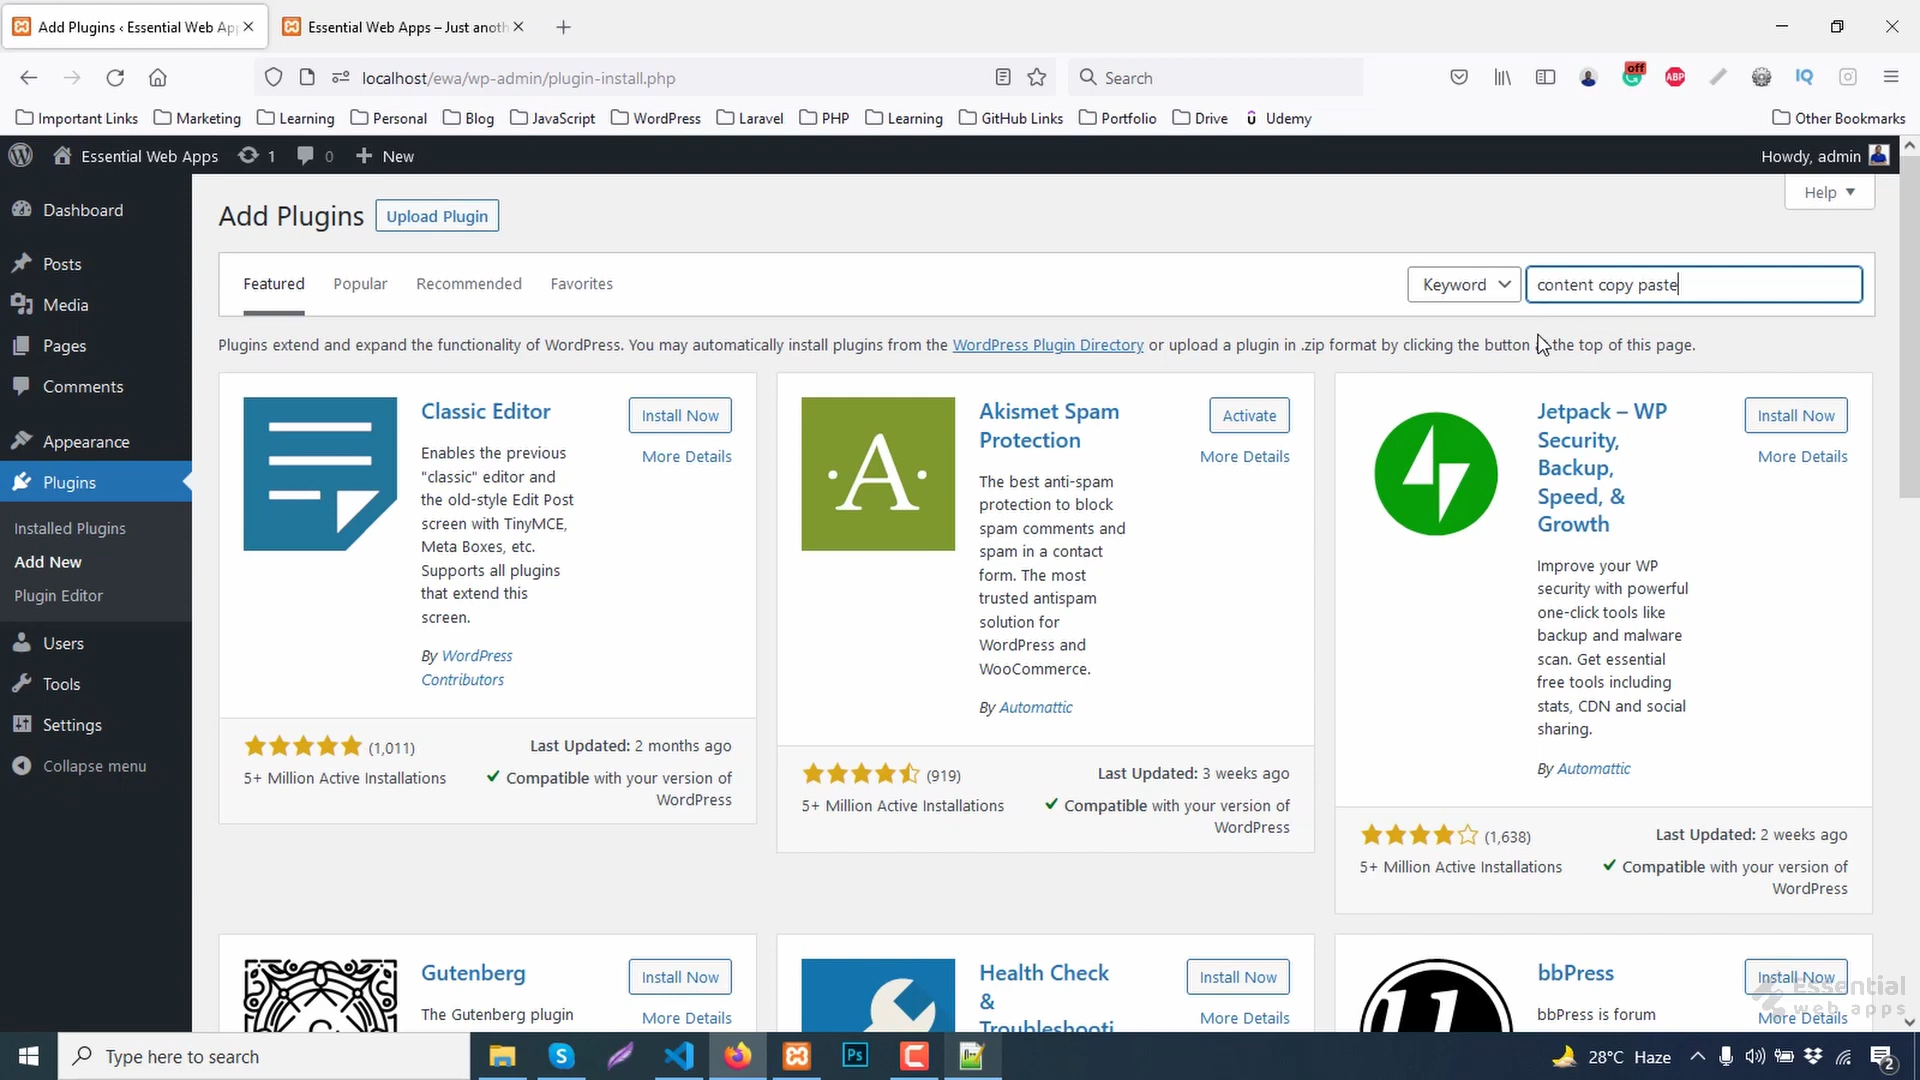 Add Plugins ‹ Essential Web Ap
Essential Web Apps – Just anoth
localhost/ewa/wp-admin/plugin-install.php
Search
off
ABP
IQ
Important Links
Marketing
Learning
Personal
Blog
JavaScript
WordPress
Laravel
PHP
Learning
GitHub Links
Portfolio
Drive
Udemy
Other Bookmarks
Essential Web Apps
1
0
New
Howdy, admin
Dashboard
Posts
Media
Pages
Comments
Appearance
Plugins
Installed Plugins
Add New
Plugin Editor
Users
Tools
Settings
Collapse menu
Help
Add Plugins
Upload Plugin
Featured
Popular
Recommended
Favorites
Keyword
content copy paste
Plugins extend and expand the functionality of WordPress. You may automatically install plugins from the WordPress Plugin Directory or upload a plugin in .zip format by clicking the button the top of this page.
Classic Editor
Install Now
More Details
Enables the previous
"classic" editor and
the old-style Edit Post
screen with TinyMCE,
Meta Boxes, etc.
Supports all plugins
that extend this
screen.
By WordPress
Contributors
(1,011)
5+ Million Active Installations
Last Updated: 2 months ago
Compatible with your version of
WordPress
A
Akismet Spam
Protection
Activate
More Details
The best anti-spam
protection to block
spam comments and
spam in a contact
form. The most
trusted antispam
solution for
WordPress and
WooCommerce.
By Automattic
(919)
5+ Million Active Installations
Last Updated: 3 weeks ago
Compatible with your version of
WordPress
Jetpack – WP
Security,
Backup,
Speed, &
Growth
Install Now
More Details
Improve your WP
security with powerful
one-click tools like
backup and malware
scan. Get essential
free tools including
stats, CDN and social
sharing.
By Automattic
(1,638)
5+ Million Active Installations
Last Updated: 2 weeks ago
Compatible with your version of
WordPress
Gutenberg
Install Now
More Details
The Gutenberg plugin
Health Check
&
Troubleshooti
Install Now
More Details
bbPress
Install Now
More Details
bbPress is forum
Essential
web apps
Type here to search
S
Ps
28°C Haze
2